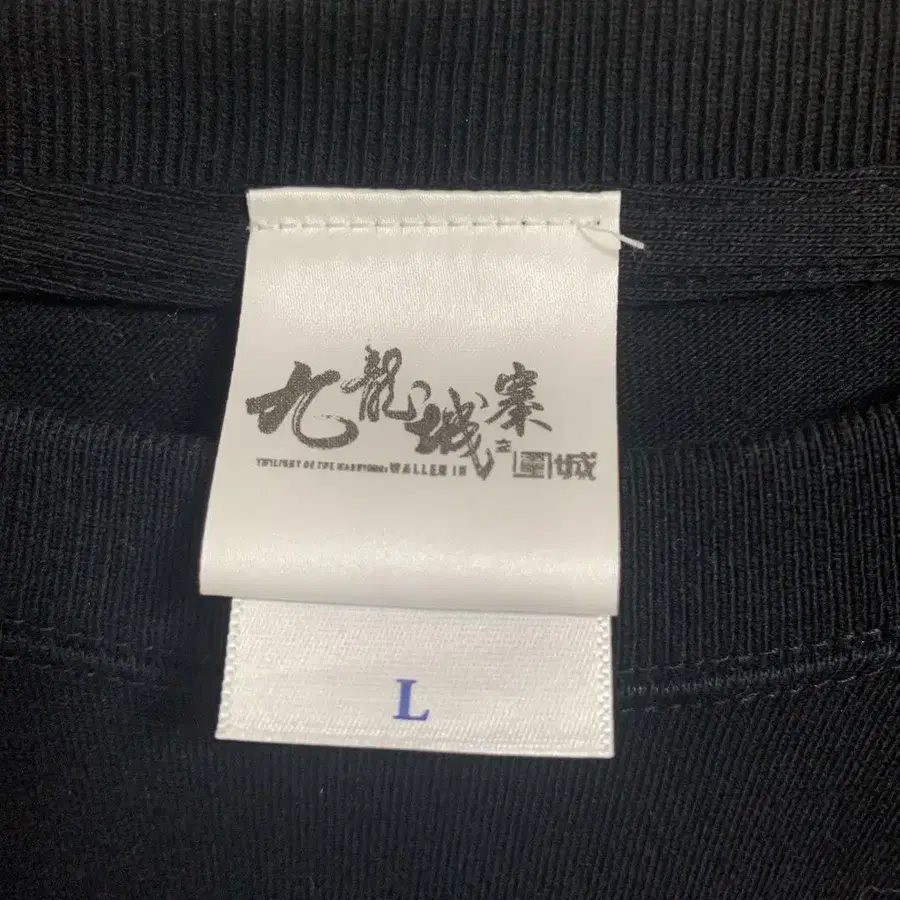 九龍城寨
之圍城
TWILIGHT OF THE WARRIORS: WALLED IN
L